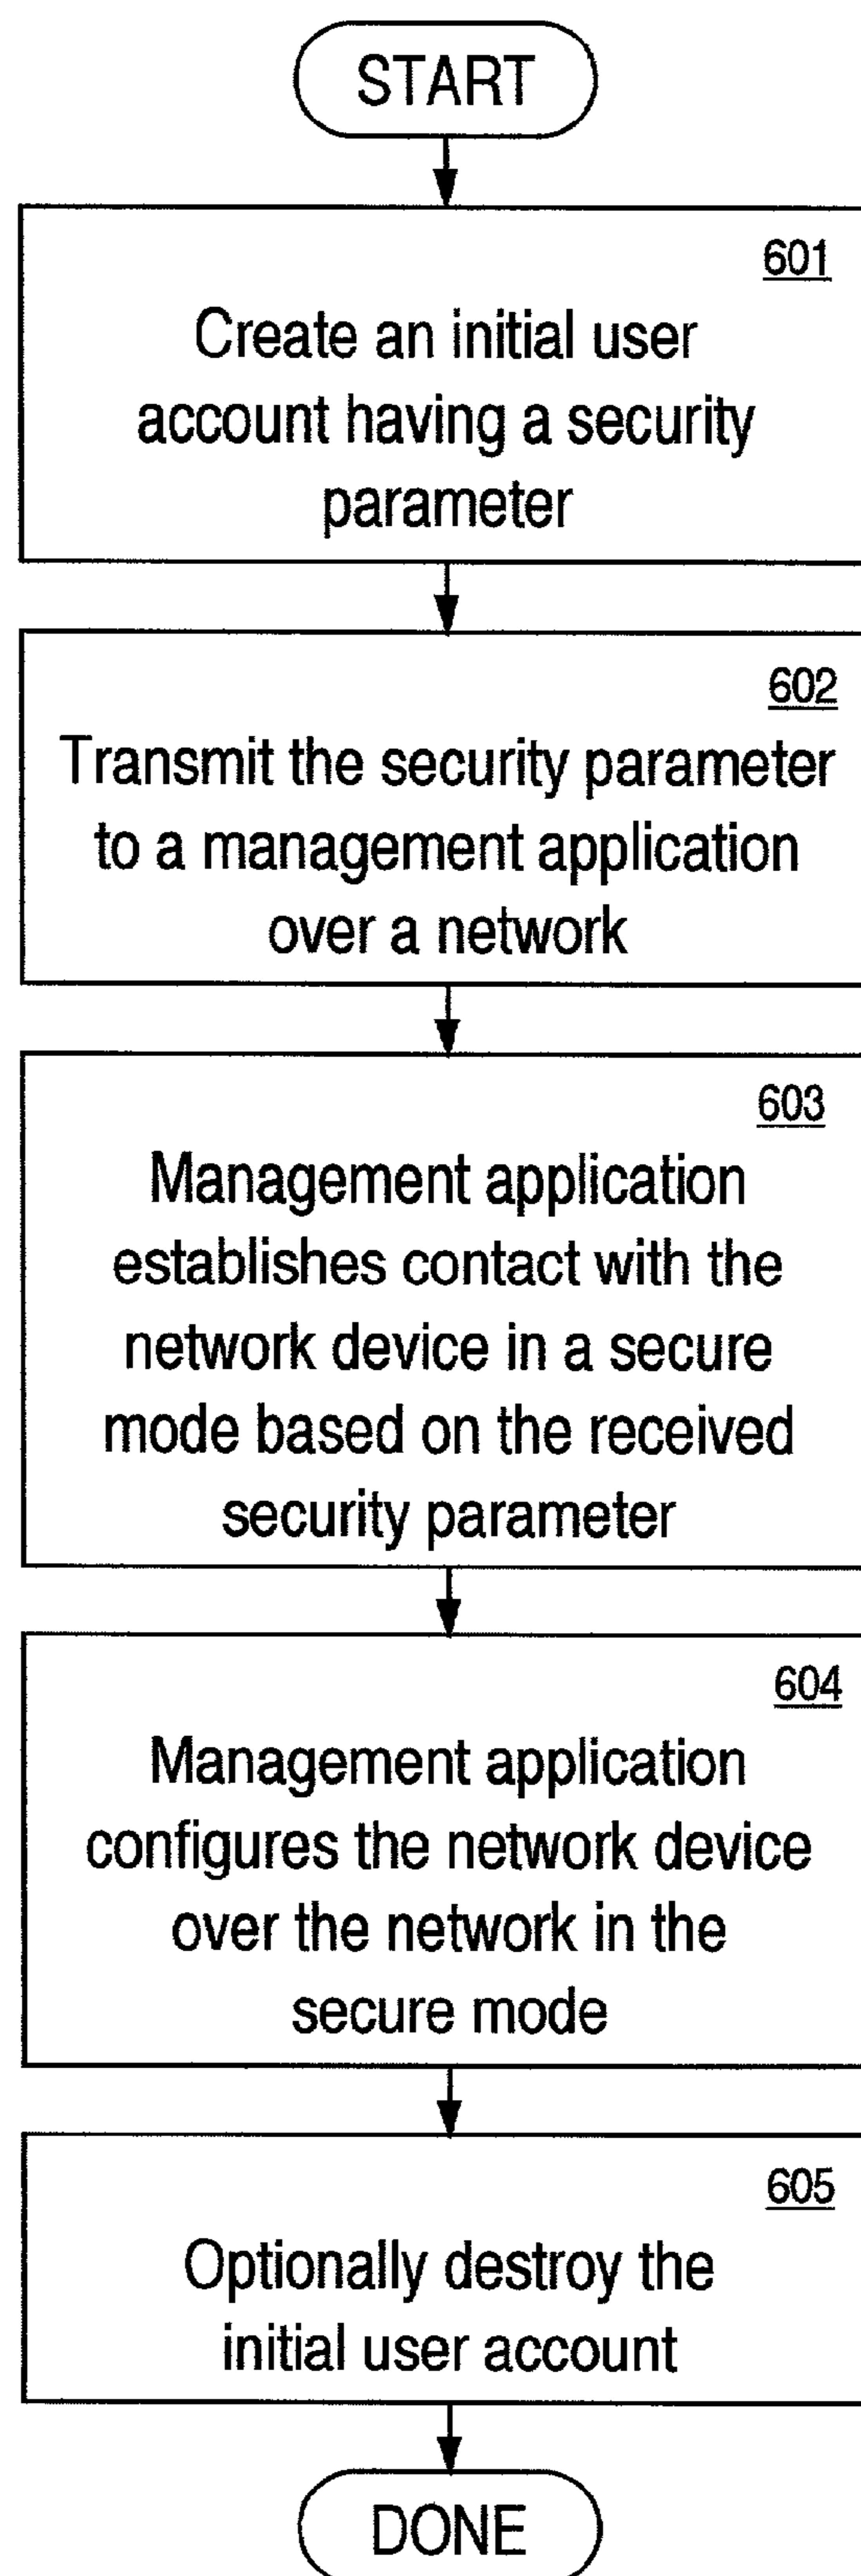 START
601
Create an initial user
account having a security
parameter
602
Transmit the security parameter
to a management application
over a network
603
Management application
establishes contact with the
network device in a secure
mode based on the received
security parameter
604
Management application
configures the network device
over the network in the
secure mode
605
Optionally destroy the
initial user account
DONE